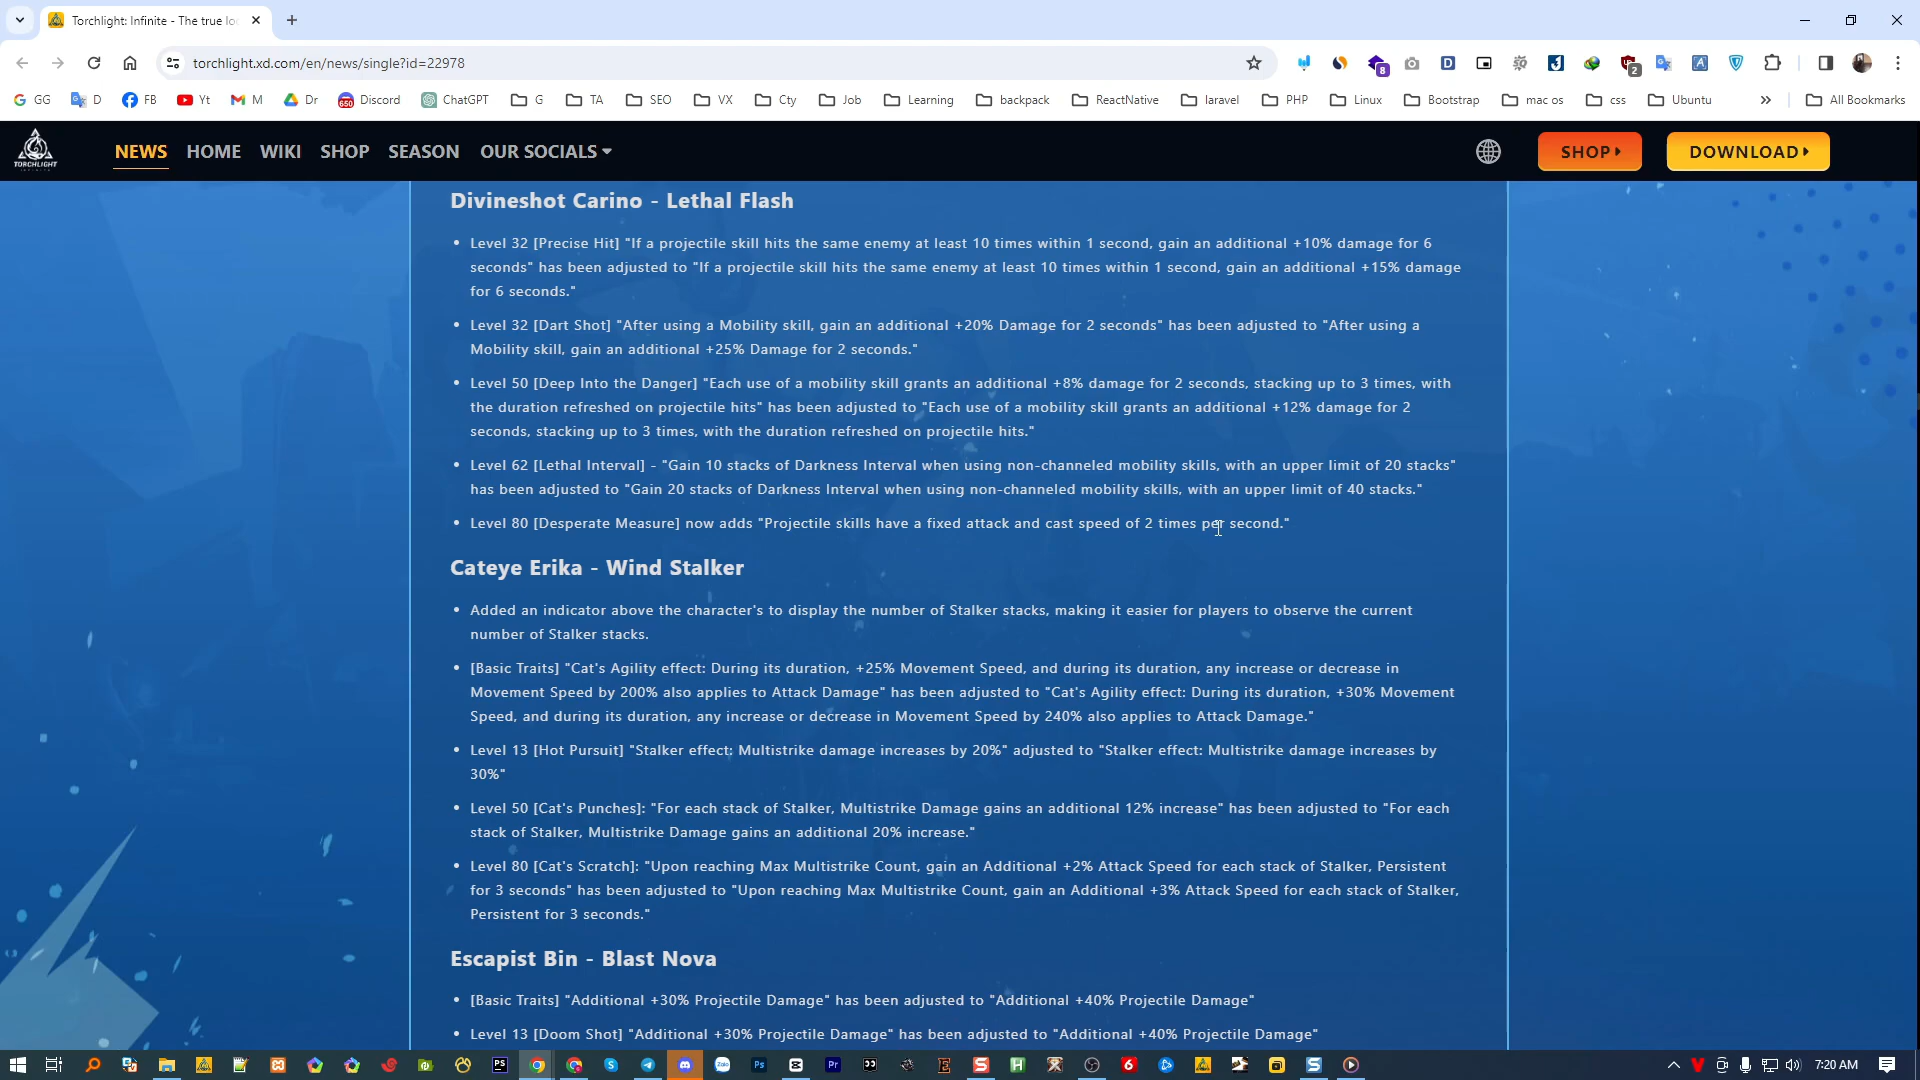 Torchlight: Infinite - The true lo
torchlight.xd.com/en/news/single?id=22978
8
2
GG
D
FB
Yt
M
Dr
Discord
ChatGPT
G
TA
SEO
VX
Cty
Job
Learning
backpack
ReactNative
laravel
PHP
Linux
Bootstrap
mac os
css
Ubuntu
All Bookmarks
TORCHLIGHT
NEWS
HOME
WIKI
SHOP
SEASON
OUR SOCIALS
SHOP
DOWNLOAD
Divineshot Carino - Lethal Flash
• Level 32 [Precise Hit] "If a projectile skill hits the same enemy at least 10 times within 1 second, gain an additional +10% damage for 6
seconds" has been adjusted to "If a projectile skill hits the same enemy at least 10 times within 1 second, gain an additional +15% damage
for 6 seconds."
• Level 32 [Dart Shot] "After using a Mobility skill, gain an additional +20% Damage for 2 seconds" has been adjusted to "After using a
Mobility skill, gain an additional +25% Damage for 2 seconds."
• Level 50 [Deep Into the Danger] "Each use of a mobility skill grants an additional +8% damage for 2 seconds, stacking up to 3 times, with
the duration refreshed on projectile hits" has been adjusted to "Each use of a mobility skill grants an additional +12% damage for 2
seconds, stacking up to 3 times, with the duration refreshed on projectile hits."
• Level 62 [Lethal Interval] - "Gain 10 stacks of Darkness Interval when using non-channeled mobility skills, with an upper limit of 20 stacks"
has been adjusted to "Gain 20 stacks of Darkness Interval when using non-channeled mobility skills, with an upper limit of 40 stacks."
• Level 80 [Desperate Measure] now adds "Projectile skills have a fixed attack and cast speed of 2 times per second."
Cateye Erika - Wind Stalker
• Added an indicator above the character's to display the number of Stalker stacks, making it easier for players to observe the current
number of Stalker stacks.
• [Basic Traits] "Cat's Agility effect: During its duration, +25% Movement Speed, and during its duration, any increase or decrease in
Movement Speed by 200% also applies to Attack Damage" has been adjusted to "Cat's Agility effect: During its duration, +30% Movement
Speed, and during its duration, any increase or decrease in Movement Speed by 240% also applies to Attack Damage."
• Level 13 [Hot Pursuit] "Stalker effect: Multistrike damage increases by 20%" adjusted to "Stalker effect: Multistrike damage increases by
30%"
• Level 50 [Cat's Punches]: "For each stack of Stalker, Multistrike Damage gains an additional 12% increase" has been adjusted to "For each
stack of Stalker, Multistrike Damage gains an additional 20% increase."
• Level 80 [Cat's Scratch]: "Upon reaching Max Multistrike Count, gain an Additional +2% Attack Speed for each stack of Stalker, Persistent
for 3 seconds" has been adjusted to "Upon reaching Max Multistrike Count, gain an Additional +3% Attack Speed for each stack of Stalker,
Persistent for 3 seconds."
Escapist Bin - Blast Nova
• [Basic Traits] "Additional +30% Projectile Damage" has been adjusted to "Additional +40% Projectile Damage"
• Level 13 [Doom Shot] "Additional +30% Projectile Damage" has been adjusted to "Additional +40% Projectile Damage"
7:20 AM